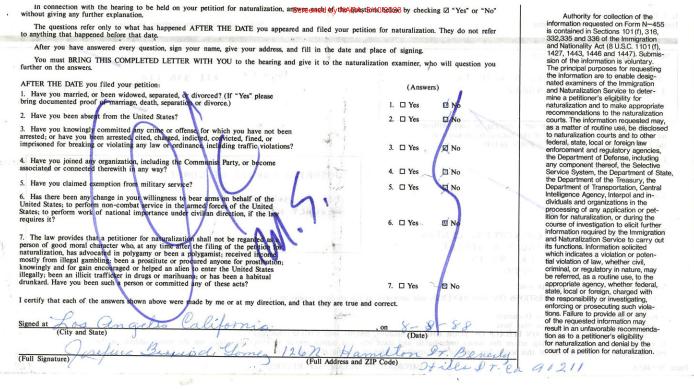 In connection with the hearing to be held on your petition for naturalization, answer each of the questions below by checking ☑ "Yes" or "No"
without giving any further explanation.
The questions refer only to what has happened AFTER THE DATE you appeared and filed your petition for naturalization. They do not refer
to anything that happened before that date.
After you have answered every question, sign your name, give your address, and fill in the date and place of signing.
You must BRING THIS COMPLETED LETTER WITH YOU to the hearing and give it to the naturalization examiner, who will question you
further on the answers.
AFTER THE DATE you filed your petition:
(Answers)
1. Have you married, or been widowed, separated, or divorced? (If "Yes" please
bring documented proof of marriage, death, separation or divorce.)
1. ☐ Yes ☑ No
2. Have you been absent from the United States?
2. ☐ Yes ☑ No
3. Have you knowingly committed any crime or offense, for which you have not been
arrested; or have you been arrested, cited, charged, indicted, convicted, fined, or
imprisoned for breaking or violating any law or ordinance, including traffic violations?
3. ☐ Yes ☑ No
4. Have you joined any organization, including the Communist Party, or become
associated or connected therewith in any way?
4. ☐ Yes ☑ No
5. Have you claimed exemption from military service?
5. ☐ Yes ☑ No
6. Has there been any change in your willingness to bear arms on behalf of the
United States; to perform non-combat service in the armed forces of the United
States; to perform work of national importance under civilian direction, if the law
requires it?
6. ☐ Yes ☑ No
7. The law provides that a petitioner for naturalization shall not be regarded as a
person of good moral character who, at any time after the filing of the petition for
naturalization, has advocated in polygamy or been a polygamist; received income
mostly from illegal gambling; been a prostitute or procured anyone for prostitution;
knowingly and for gain encouraged or helped an alien to enter the United States
illegally; been an illicit trafficker in drugs or marihuana; or has been a habitual
drunkard. Have you been such a person or committed any of these acts?
7. ☐ Yes ☑ No
OK
M.S.
I certify that each of the answers shown above were made by me or at my direction, and that they are true and correct.
Signed at Los Angeles California, on 8-8-88
(City and State) (Date)
Josefina Gomez 126 N. Hamilton Dr. Beverly
Hills Dr. Ca 90211
(Full Signature) (Full Address and ZIP Code)
Authority for collection of the
information requested on Form N-455
is contained in Sections 101(f), 316,
332,335 and 336 of the Immigration
and Nationality Act (8 U.S.C. 1101(f),
1427, 1443, 1446 and 1447). Submis-
sion of the information is voluntary.
The principal purposes for requesting
the information are to enable desig-
nated examiners of the Immigration
and Naturalization Service to deter-
mine a petitioner's eligibility for
naturalization and to make appropriate
recommendations to the naturalization
courts. The information requested may,
as a matter of routine use, be disclosed
to naturalization courts and to other
federal, state, local or foreign law
enforcement and regulatory agencies,
the Department of Defense, including
any component thereof, the Selective
Service System, the Department of State,
the Department of the Treasury, the
Department of Transportation, Central
Intelligence Agency, Interpol and in-
dividuals and organizations in the
processing of any application or pet-
ition for naturalization, or during the
course of investigation to elicit further
information required by the Immigration
and Naturalization Service to carry out
its functions. Information solicited
which indicates a violation or poten-
tial violation of law, whether civil,
criminal, or regulatory in nature, may
be referred, as a routine use, to the
appropriate agency, whether federal,
state, local or foreign, charged with
the responsibility or investigating,
enforcing or prosecuting such viola-
tions. Failure to provide all or any
of the requested information may
result in an unfavorable recommenda-
tion as to a petitioner's eligibility
for naturalization and denial by the
court of a petition for naturalization.